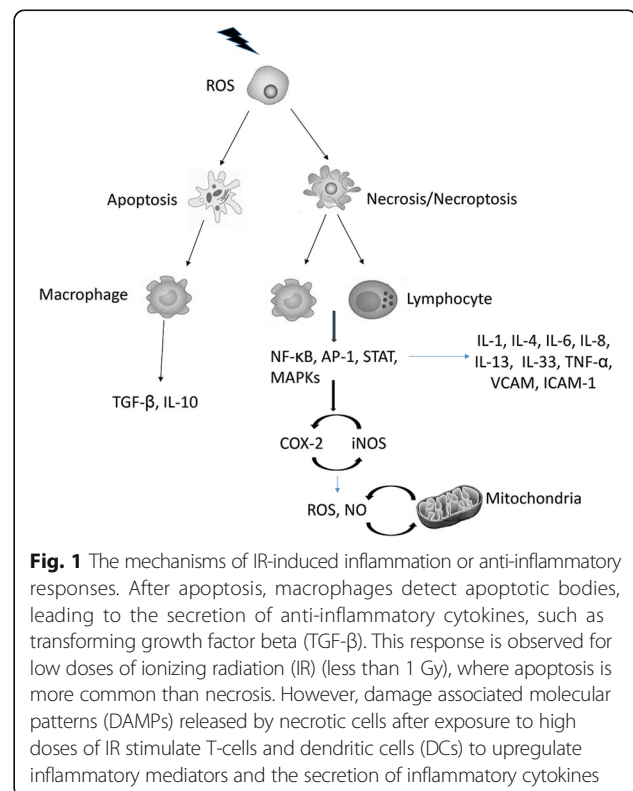 ROS
Apoptosis
Necrosis/Necroptosis
Macrophage
Lymphocyte
NF-κB, AP-1, STAT,
MAPKs
IL-1, IL-4, IL-6, IL-8,
IL-13, IL-33, TNF-α,
VCAM, ICAM-1
TGF-β, IL-10
COX-2 iNOS
ROS, NO
Mitochondria
Fig. 1 The mechanisms of IR-induced inflammation or anti-inflammatory
responses. After apoptosis, macrophages detect apoptotic bodies,
leading to the secretion of anti-inflammatory cytokines, such as
transforming growth factor beta (TGF-β). This response is observed for
low doses of ionizing radiation (IR) (less than 1 Gy), where apoptosis is
more common than necrosis. However, damage associated molecular
patterns (DAMPs) released by necrotic cells after exposure to high
doses of IR stimulate T-cells and dendritic cells (DCs) to upregulate
inflammatory mediators and the secretion of inflammatory cytokines